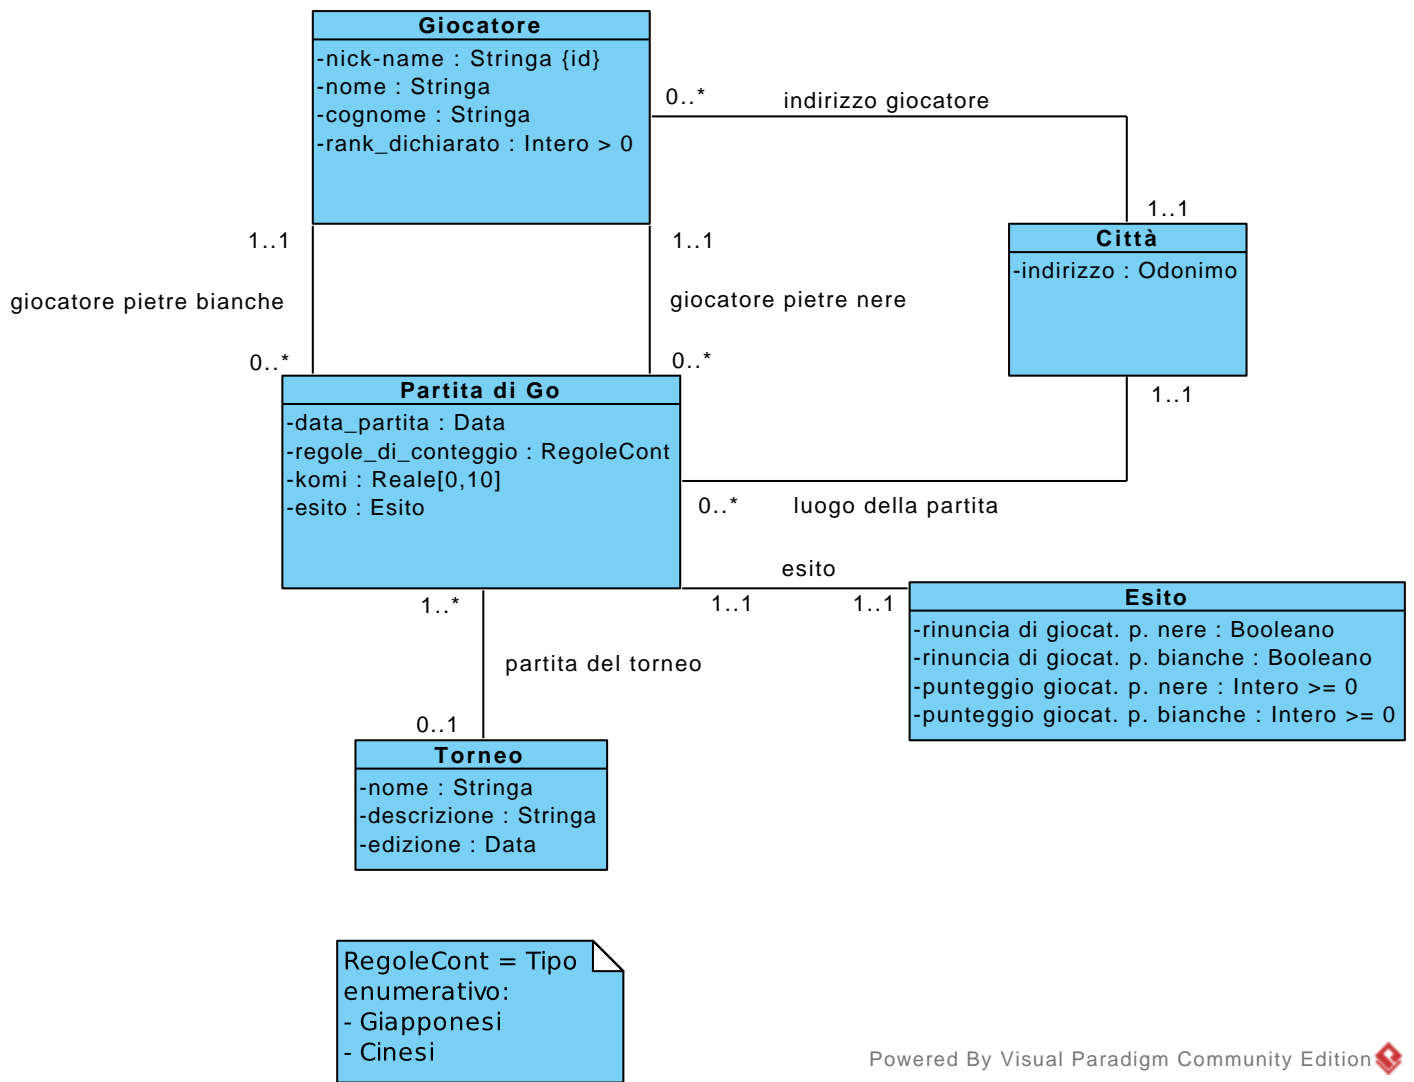 Giocatore
-nick-name : Stringa {id}
-nome : Stringa
-cognome : Stringa
-rank_dichiarato : Intero > 0
0..*
indirizzo giocatore
1..1
Città
-indirizzo : Odonimo
1..1
1..1
1..1
giocatore pietre bianche
giocatore pietre nere
0..*
0..*
Partita di Go
-data_partita : Data
-regole_di_conteggio : RegoleCont
-komi : Reale[0,10]
-esito : Esito
0..*
luogo della partita
esito
1..*
1..1
1..1
Esito
-rinuncia di giocat. p. nere : Booleano
-rinuncia di giocat. p. bianche : Booleano
-punteggio giocat. p. nere : Intero >= 0
-punteggio giocat. p. bianche : Intero >= 0
partita del torneo
0..1
Torneo
-nome : Stringa
-descrizione : Stringa
-edizione : Data
RegoleCont = Tipo
enumerativo:
- Giapponesi
- Cinesi
Powered By Visual Paradigm Community Edition